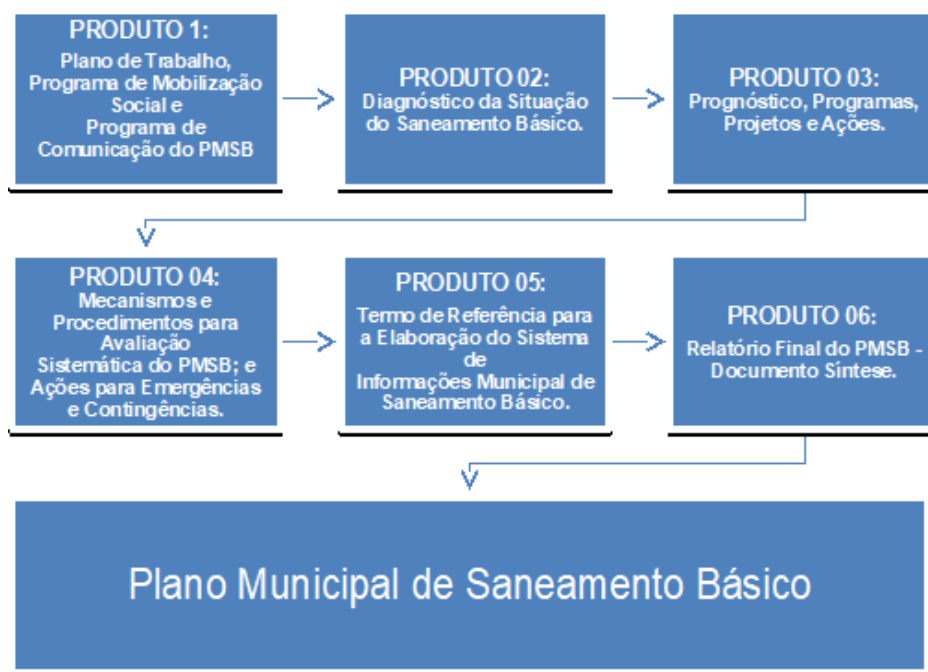 PRODUTO 1:
Plano de Trabalho,
Programa de Mobilização
Social e
Programa de
Comunicação do PMSB
PRODUTO 02:
Diagnóstico da Situação
do Saneamento Básico.
PRODUTO 03:
Prognóstico, Programas,
Projetos e Ações.
PRODUTO 04:
Mecanismos e
Procedimentos para
Avaliação
Sistemática do PMSB; e
Ações para Emergências
e Contingências.
PRODUTO 05:
Termo de Referência para
a Elaboração do Sistema
de
Informações Municipal de
Saneamento Básico.
PRODUTO 06:
Relatório Final do PMSB -
Documento Síntese.
Plano Municipal de Saneamento Básico